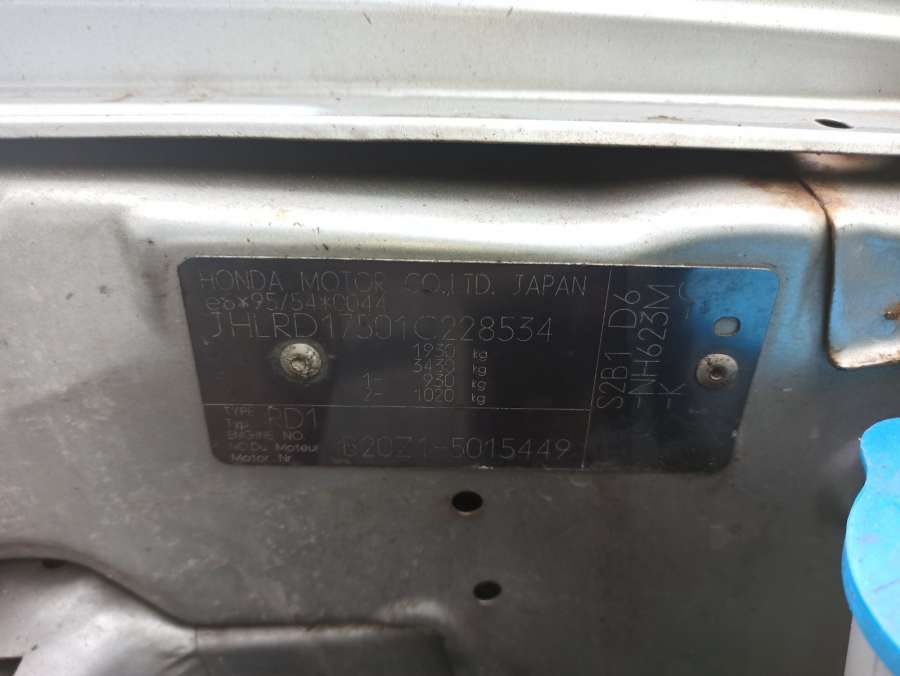 HONDA MOTOR CO.,LTD. JAPAN
e6*95/54*0044
JHLRD17501C228534
1930 kg
3430 kg
1- 930 kg
2- 1020 kg
TYPE
Typ RD1
ENGINE NO.
No.Du Moteur
Motor Nr B20Z1-5015449
S2B1 D6
-NH623M
-K